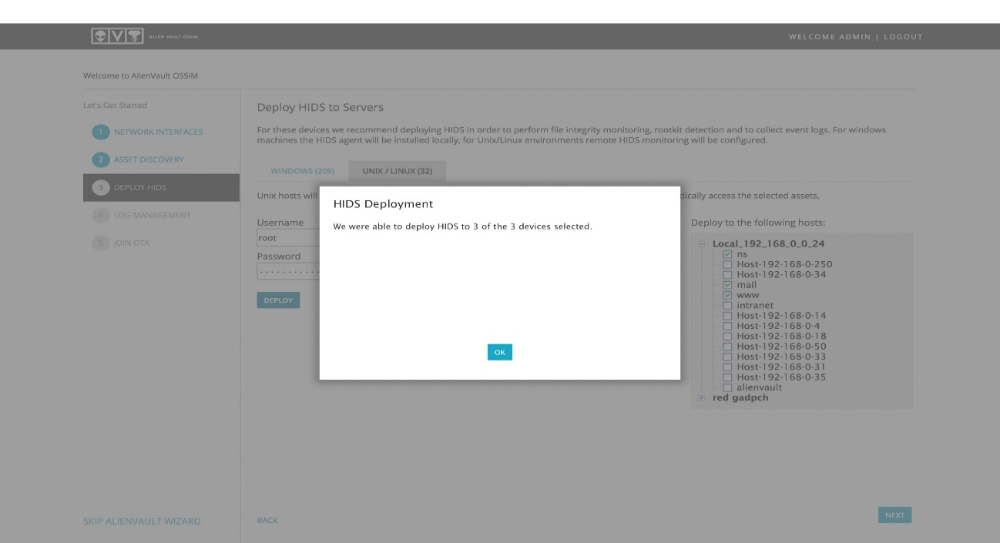 ALIEN VAULT OSSIM
WELCOME ADMIN | LOGOUT
Welcome to AlienVault OSSIM
Let's Get Started
1 NETWORK INTERFACES
2 ASSET DISCOVERY
3 DEPLOY HIDS
4 LOG MANAGEMENT
5 JOIN OTX
SKIP ALIENVAULT WIZARD
Deploy HIDS to Servers
For these devices we recommend deploying HIDS in order to perform file integrity monitoring, rootkit detection and to collect event logs. For windows
machines the HIDS agent will be installed locally, for Unix/Linux environments remote HIDS monitoring will be configured.
WINDOWS (209) UNIX / LINUX (32)
Unix hosts will dically access the selected assets.
Username
root
Password
DEPLOY
HIDS Deployment
We were able to deploy HIDS to 3 of the 3 devices selected.
OK
Deploy to the following hosts:
Local_192_168_0_0_24
ns
Host-192-168-0-250
Host-192-168-0-34
mail
www
intranet
Host-192-168-0-14
Host-192-168-0-4
Host-192-168-0-18
Host-192-168-0-50
Host-192-168-0-33
Host-192-168-0-31
Host-192-168-0-35
alienvault
red gadpch
BACK
NEXT